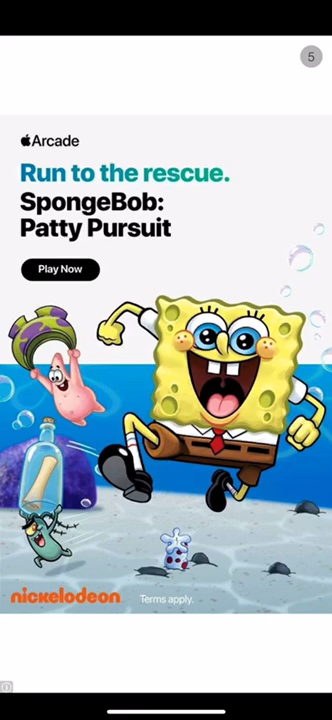 5
Arcade
Run to the rescue.
SpongeBob:
Patty Pursuit
Play Now
nickelodeon
Terms apply.